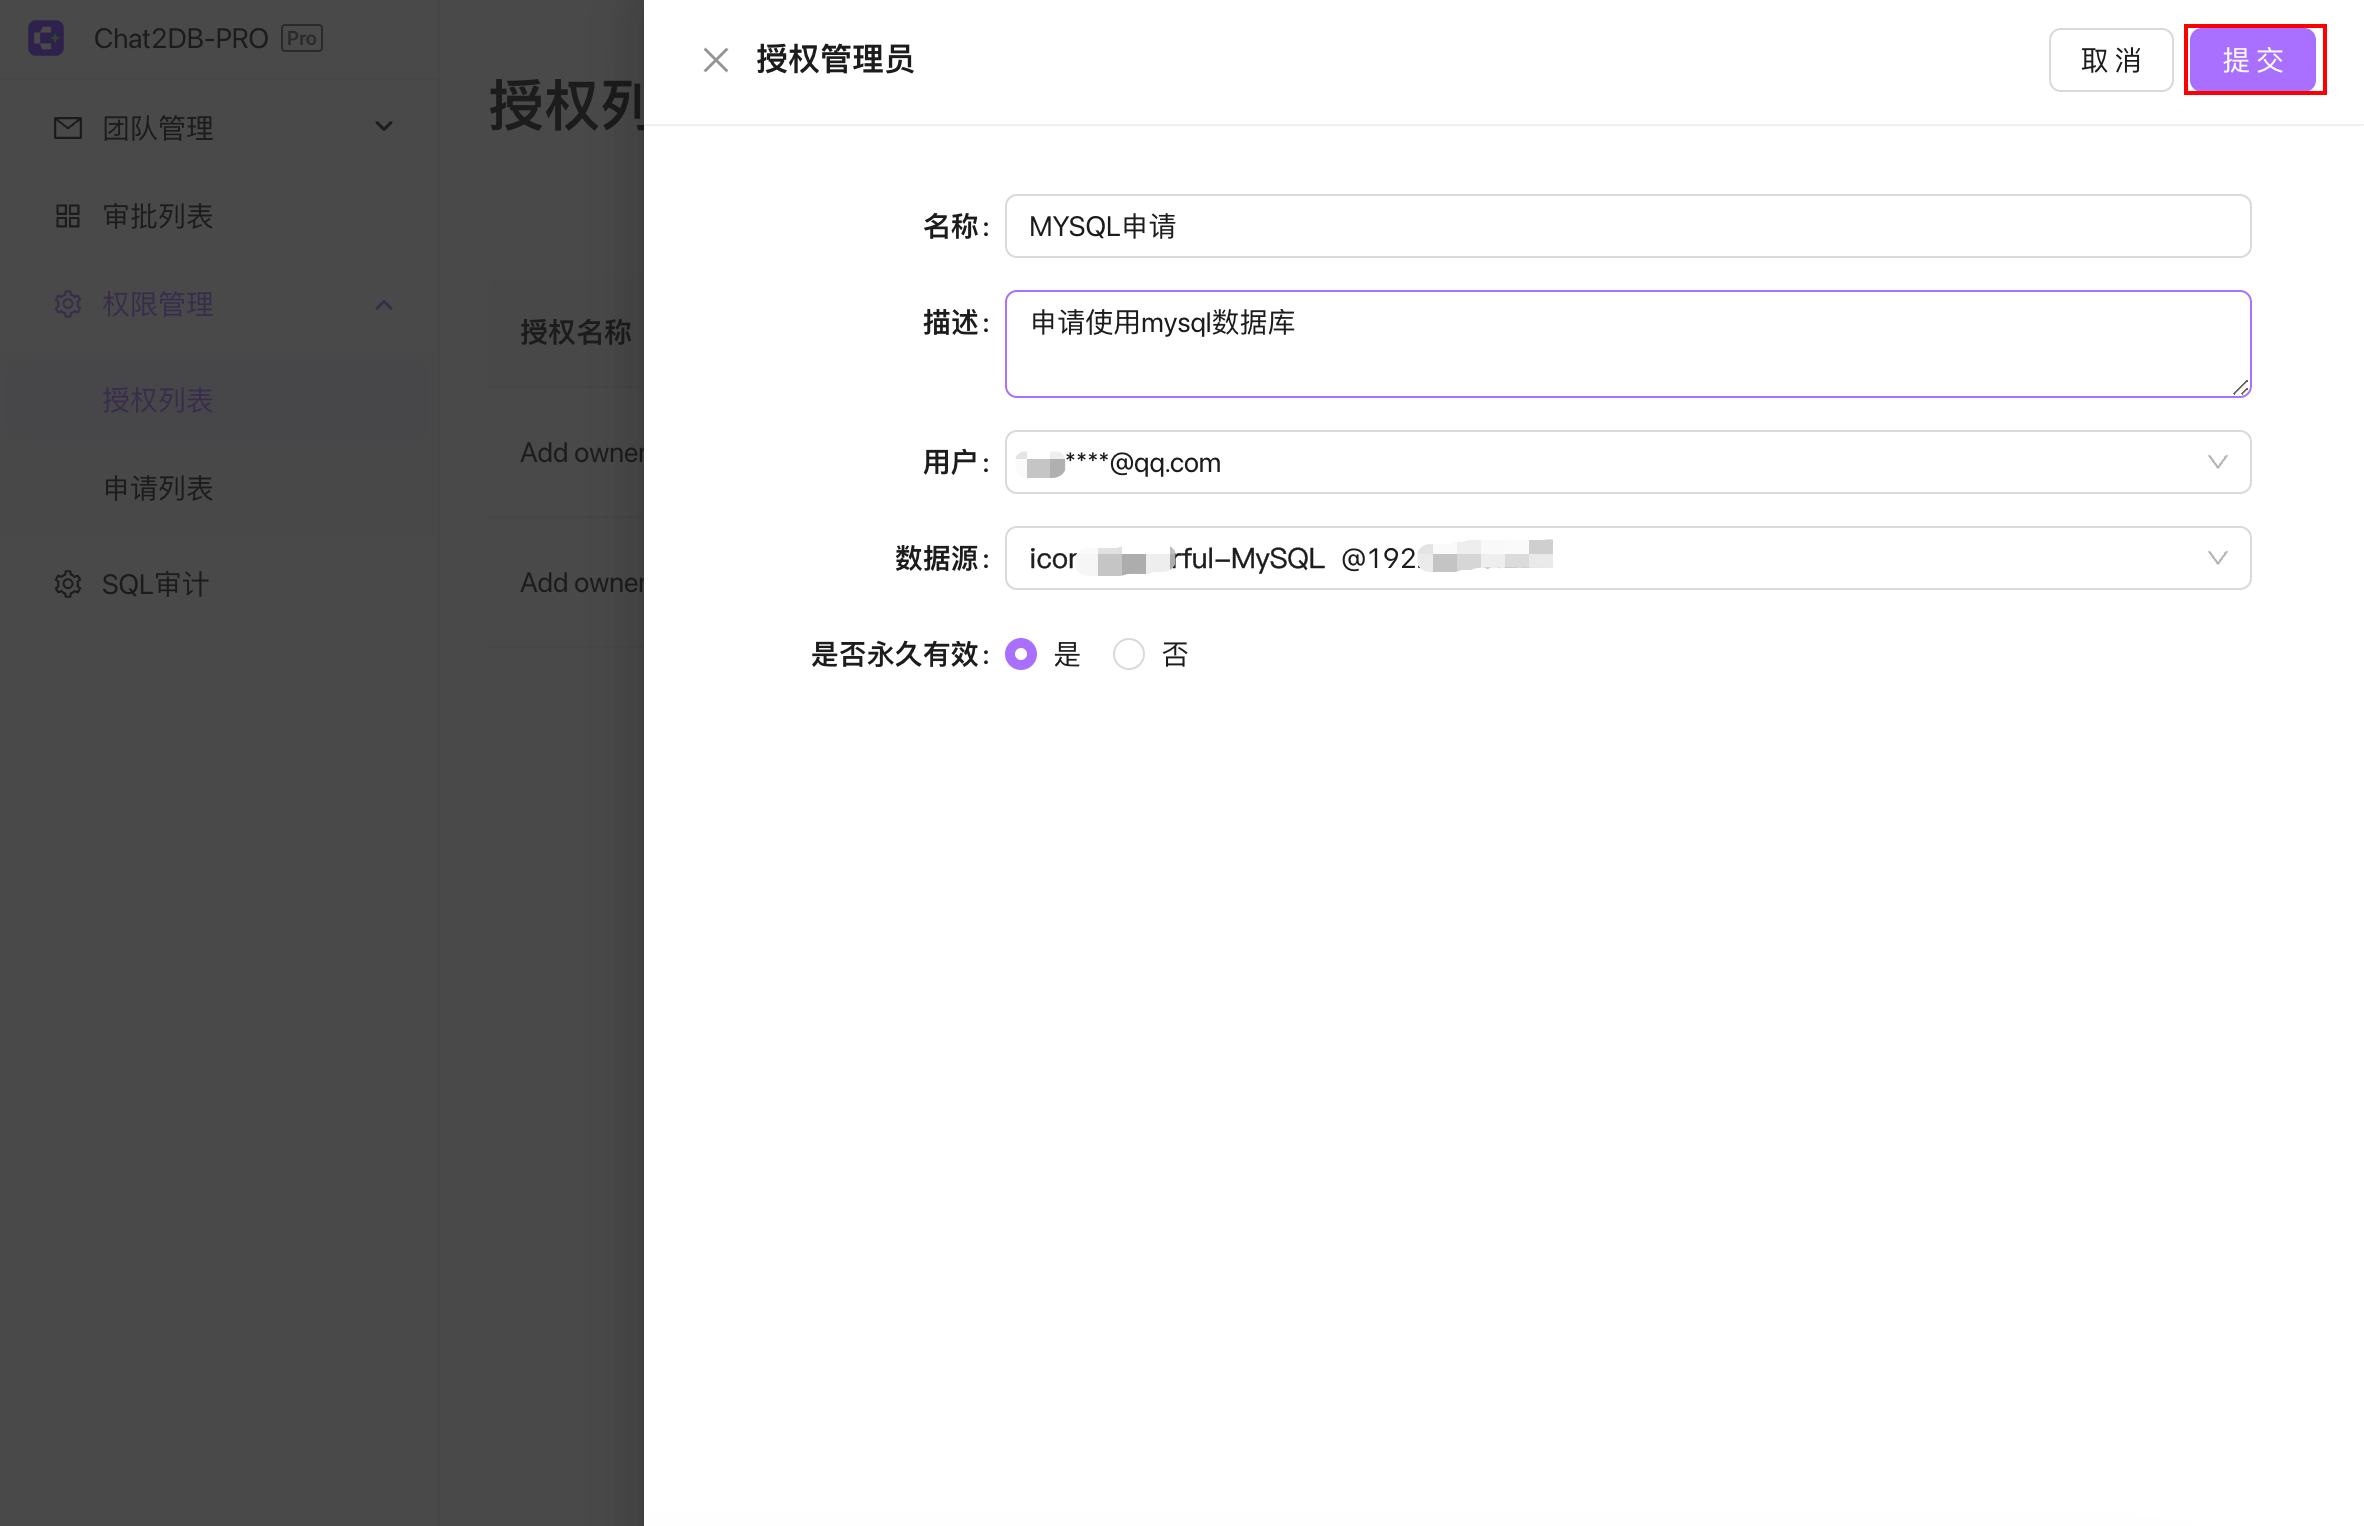 Chat2DB-PRO Pro
团队管理
审批列表
权限管理
授权列表
申请列表
SQL审计
授权列
授权名称
Add owner
Add owner
授权管理员
取消
提交
名称: MYSQL申请
描述: 申请使用mysql数据库
用户: ****@qq.com
数据源: rful-MySQL @192.
是否永久有效: 是 否